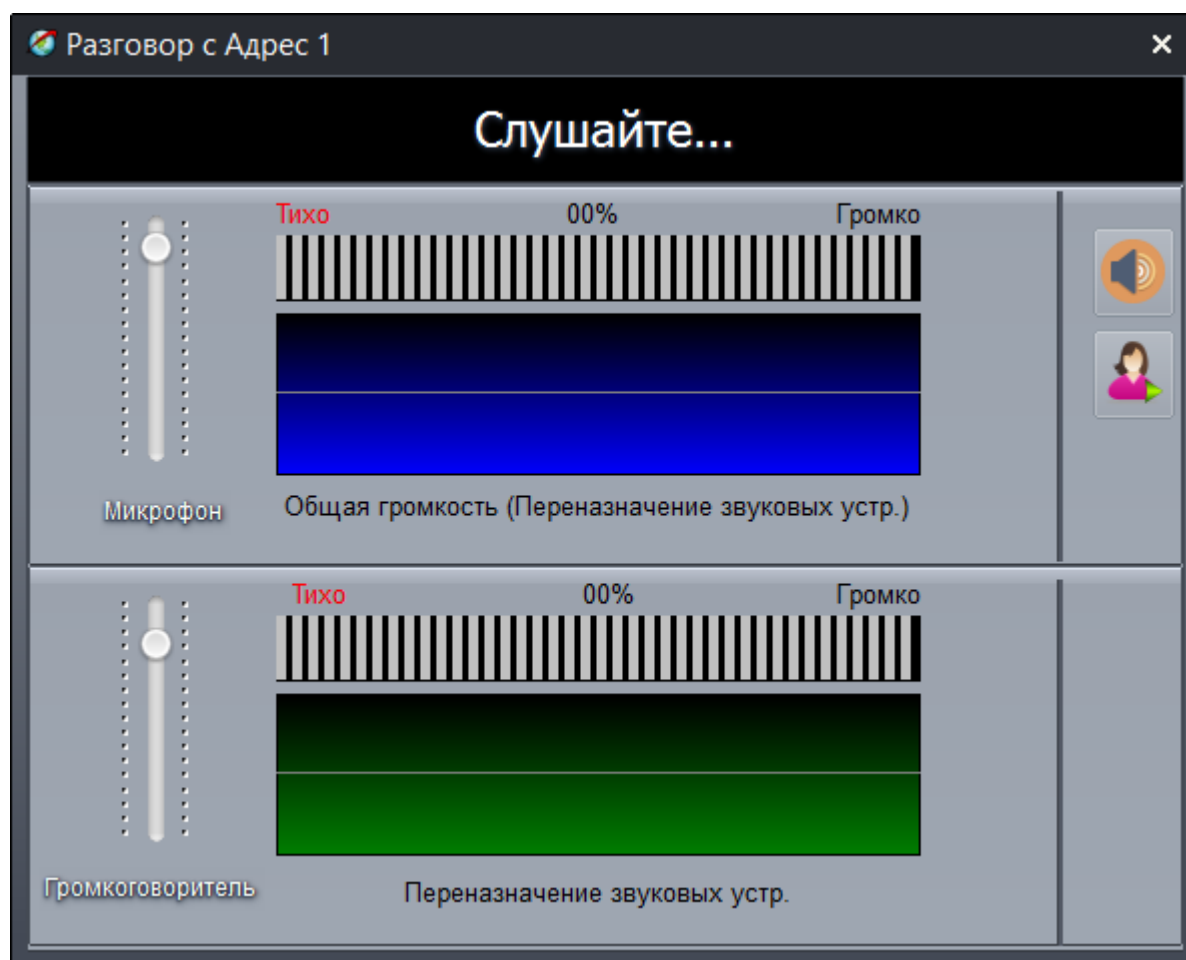 Разговор с Адрес 1
Слушайте...
Тихо 00% Громко
Микрофон
Общая громкость (Переназначение звуковых устр.)
Тихо 00% Громко
Громкоговоритель
Переназначение звуковых устр.